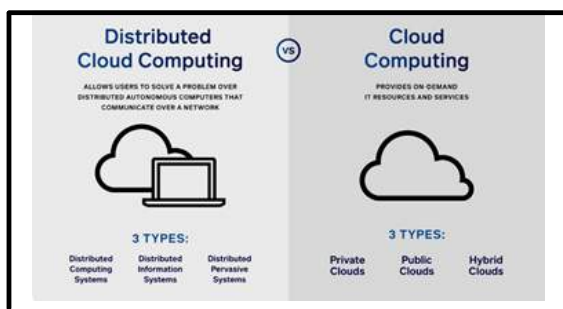 Distributed
Cloud Computing
ALLOWS USERS TO SOLVE A PROBLEM OVER
DISTRIBUTED AUTONOMOUS COMPUTERS THAT
COMMUNICATE OVER A NETWORK
3 TYPES:
Distributed Computing Systems
Distributed Information Systems
Distributed Pervasive Systems
VS
Cloud
Computing
PROVIDES ON-DEMAND
IT RESOURCES AND SERVICES
3 TYPES:
Private Clouds
Public Clouds
Hybrid Clouds